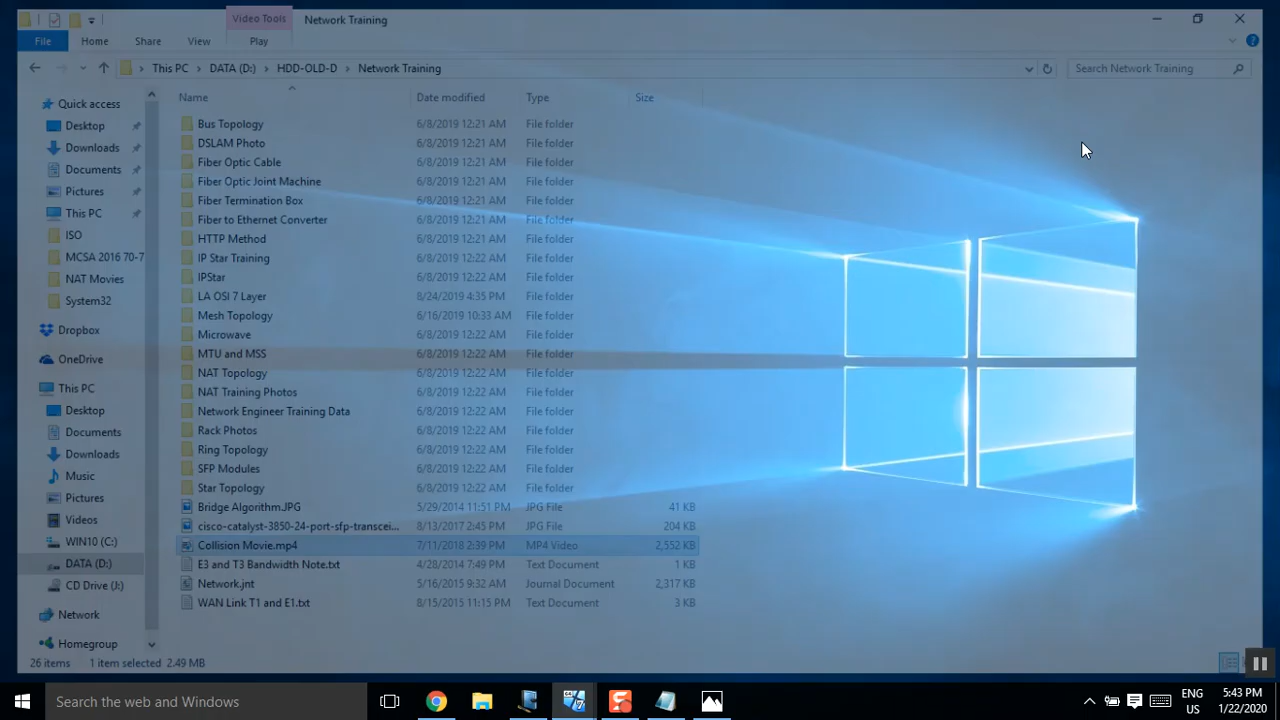 Video Tools Network Training
File Home Share View Play
This PC DATA (D:) HDD-OLD-D Network Training Search Network Training
Name Date modified Type Size
Quick access
Desktop
Downloads
Documents
Pictures
This PC
ISO
MCSA 2016 70-7
NAT Movies
System32
Dropbox
OneDrive
This PC
Desktop
Documents
Downloads
Music
Pictures
Videos
WIN10 (C:)
DATA (D:)
CD Drive (J:)
Network
Homegroup
Bus Topology 6/8/2019 12:21 AM File folder
DSLAM Photo 6/8/2019 12:21 AM File folder
Fiber Optic Cable 6/8/2019 12:21 AM File folder
Fiber Optic Joint Machine 6/8/2019 12:21 AM File folder
Fiber Termination Box 6/8/2019 12:21 AM File folder
Fiber to Ethernet Converter 6/8/2019 12:21 AM File folder
HTTP Method 6/8/2019 12:21 AM File folder
IP Star Training 6/8/2019 12:22 AM File folder
IPStar 6/8/2019 12:22 AM File folder
LA OSI 7 Layer 8/24/2019 4:35 PM File folder
Mesh Topology 6/16/2019 10:33 AM File folder
Microwave 6/8/2019 12:22 AM File folder
MTU and MSS 6/8/2019 12:22 AM File folder
NAT Topology 6/8/2019 12:22 AM File folder
NAT Training Photos 6/8/2019 12:22 AM File folder
Network Engineer Training Data 6/8/2019 12:22 AM File folder
Rack Photos 6/8/2019 12:22 AM File folder
Ring Topology 6/8/2019 12:22 AM File folder
SFP Modules 6/8/2019 12:22 AM File folder
Star Topology 6/8/2019 12:22 AM File folder
Bridge Algorithm.JPG 5/29/2014 11:51 PM JPG File 41 KB
cisco-catalyst-3850-24-port-sfp-transcei... 8/13/2017 2:45 PM JPG File 204 KB
Collision Movie.mp4 7/11/2018 2:39 PM MP4 Video 2,552 KB
E3 and T3 Bandwidth Note.txt 4/28/2014 7:49 PM Text Document 1 KB
Network.jnt 5/16/2015 9:32 AM Journal Document 2,317 KB
WAN Link T1 and E1.txt 8/15/2015 11:15 PM Text Document 3 KB
26 items 1 item selected 2.49 MB
Search the web and Windows
ENG
US
5:43 PM
1/22/2020